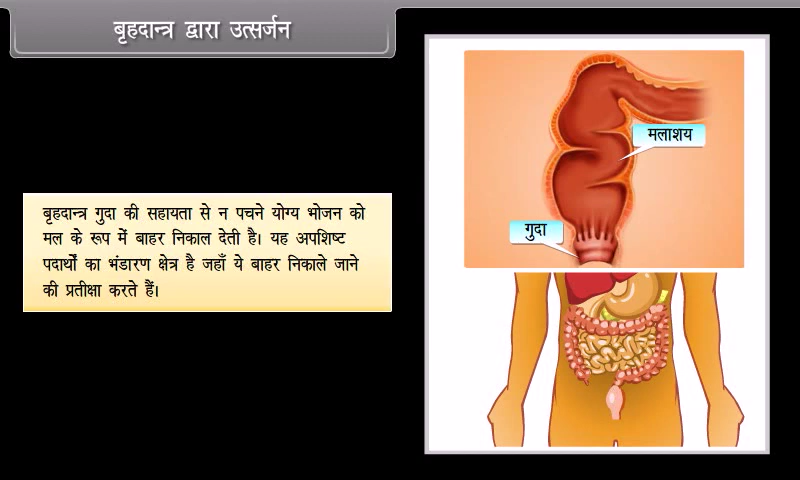 बृहदान्त्र द्वारा उत्सर्जन
मलाशय
बृहदान्त्र गुदा की सहायता से न पचने योग्य भोजन को
मल के रूप में बाहर निकाल देती है। यह अपशिष्ट
पदार्थों का भंडारण क्षेत्र है जहाँ ये बाहर निकाले जाने
की प्रतीक्षा करते हैं।
गुदा